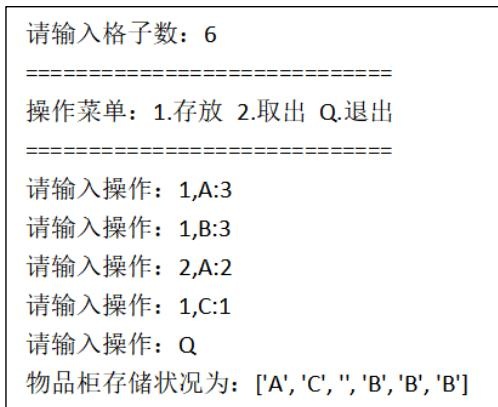 请输入格子数：6
=============================
操作菜单：1.存放 2.取出 Q.退出
=============================
请输入操作：1,A:3
请输入操作：1,B:3
请输入操作：2,A:2
请输入操作：1,C:1
请输入操作：Q
物品柜存储状况为：['A', 'C', '', 'B', 'B', 'B']